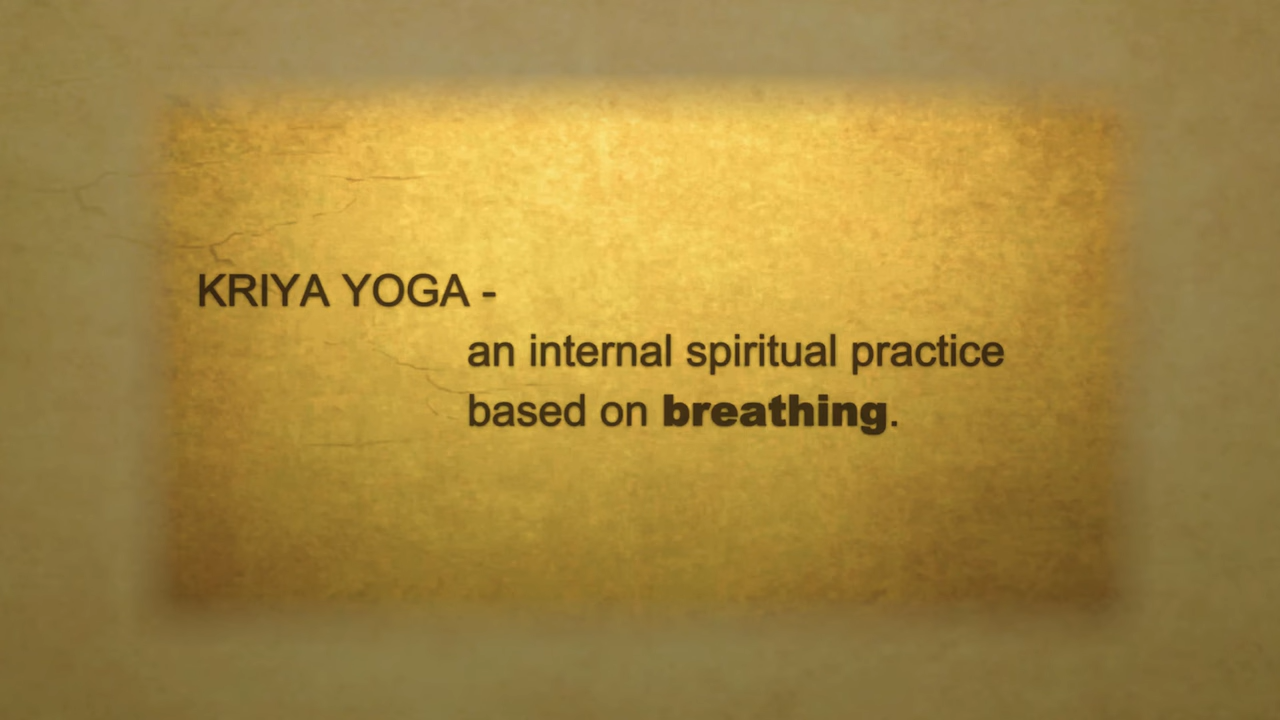 KRIYA YOGA -
an internal spiritual practice
based on breathing.